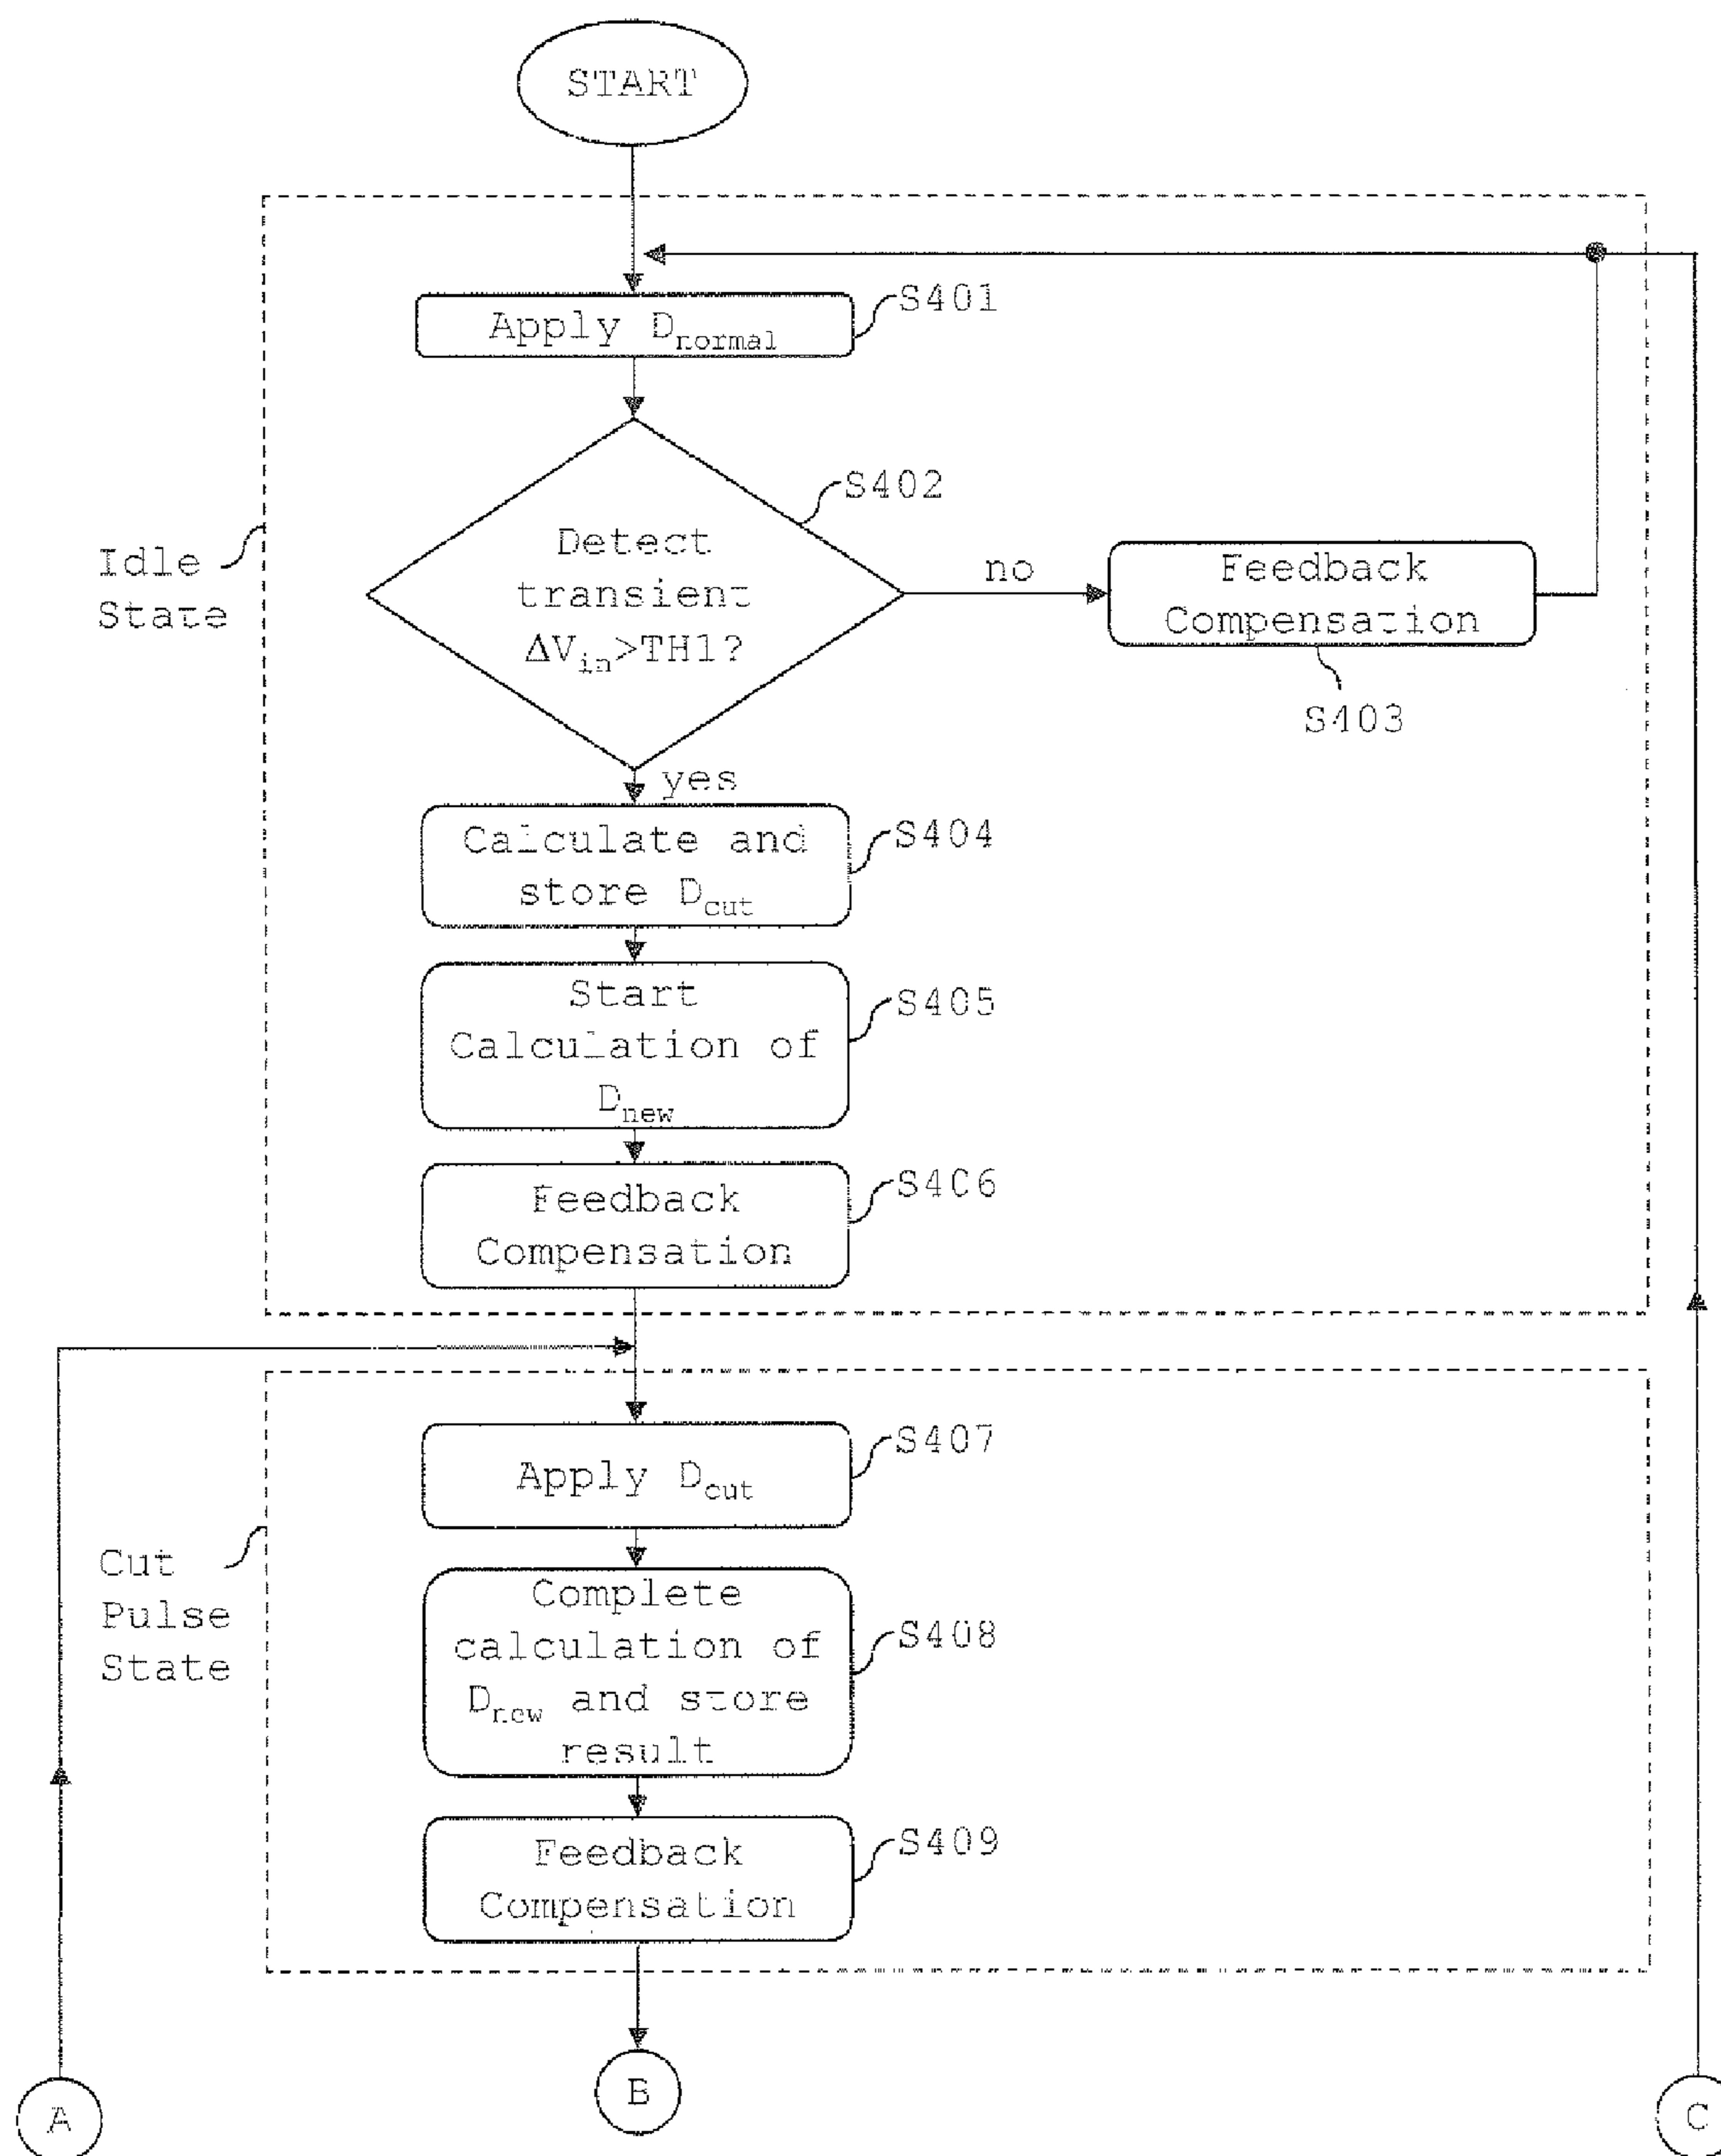 START
Apply D_normal
S401
S402
Detect
transient
ΔV_in>TH1?
no
Feedback
Compensation
S403
Idle
State
yes
Calculate and
store D_cut
S404
Start
Calculation of
D_new
S405
Feedback
Compensation
S406
Apply D_cut
S407
Cut
Pulse
State
Complete
calculation of
D_new and store
result
S408
Feedback
Compensation
S409
A
B
C